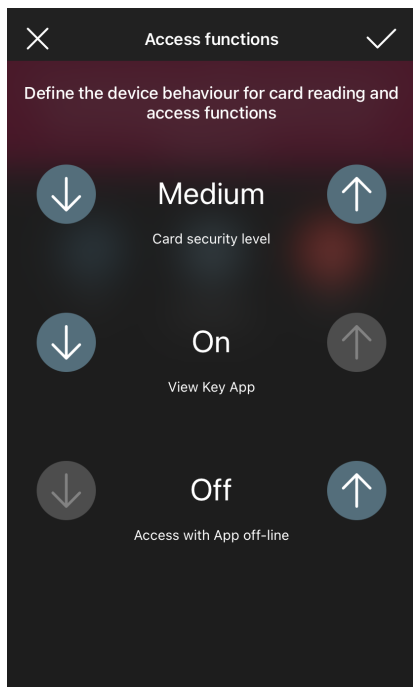 Access functions
Define the device behaviour for card reading and
access functions
Medium
Card security level
On
View Key App
Off
Access with App off-line